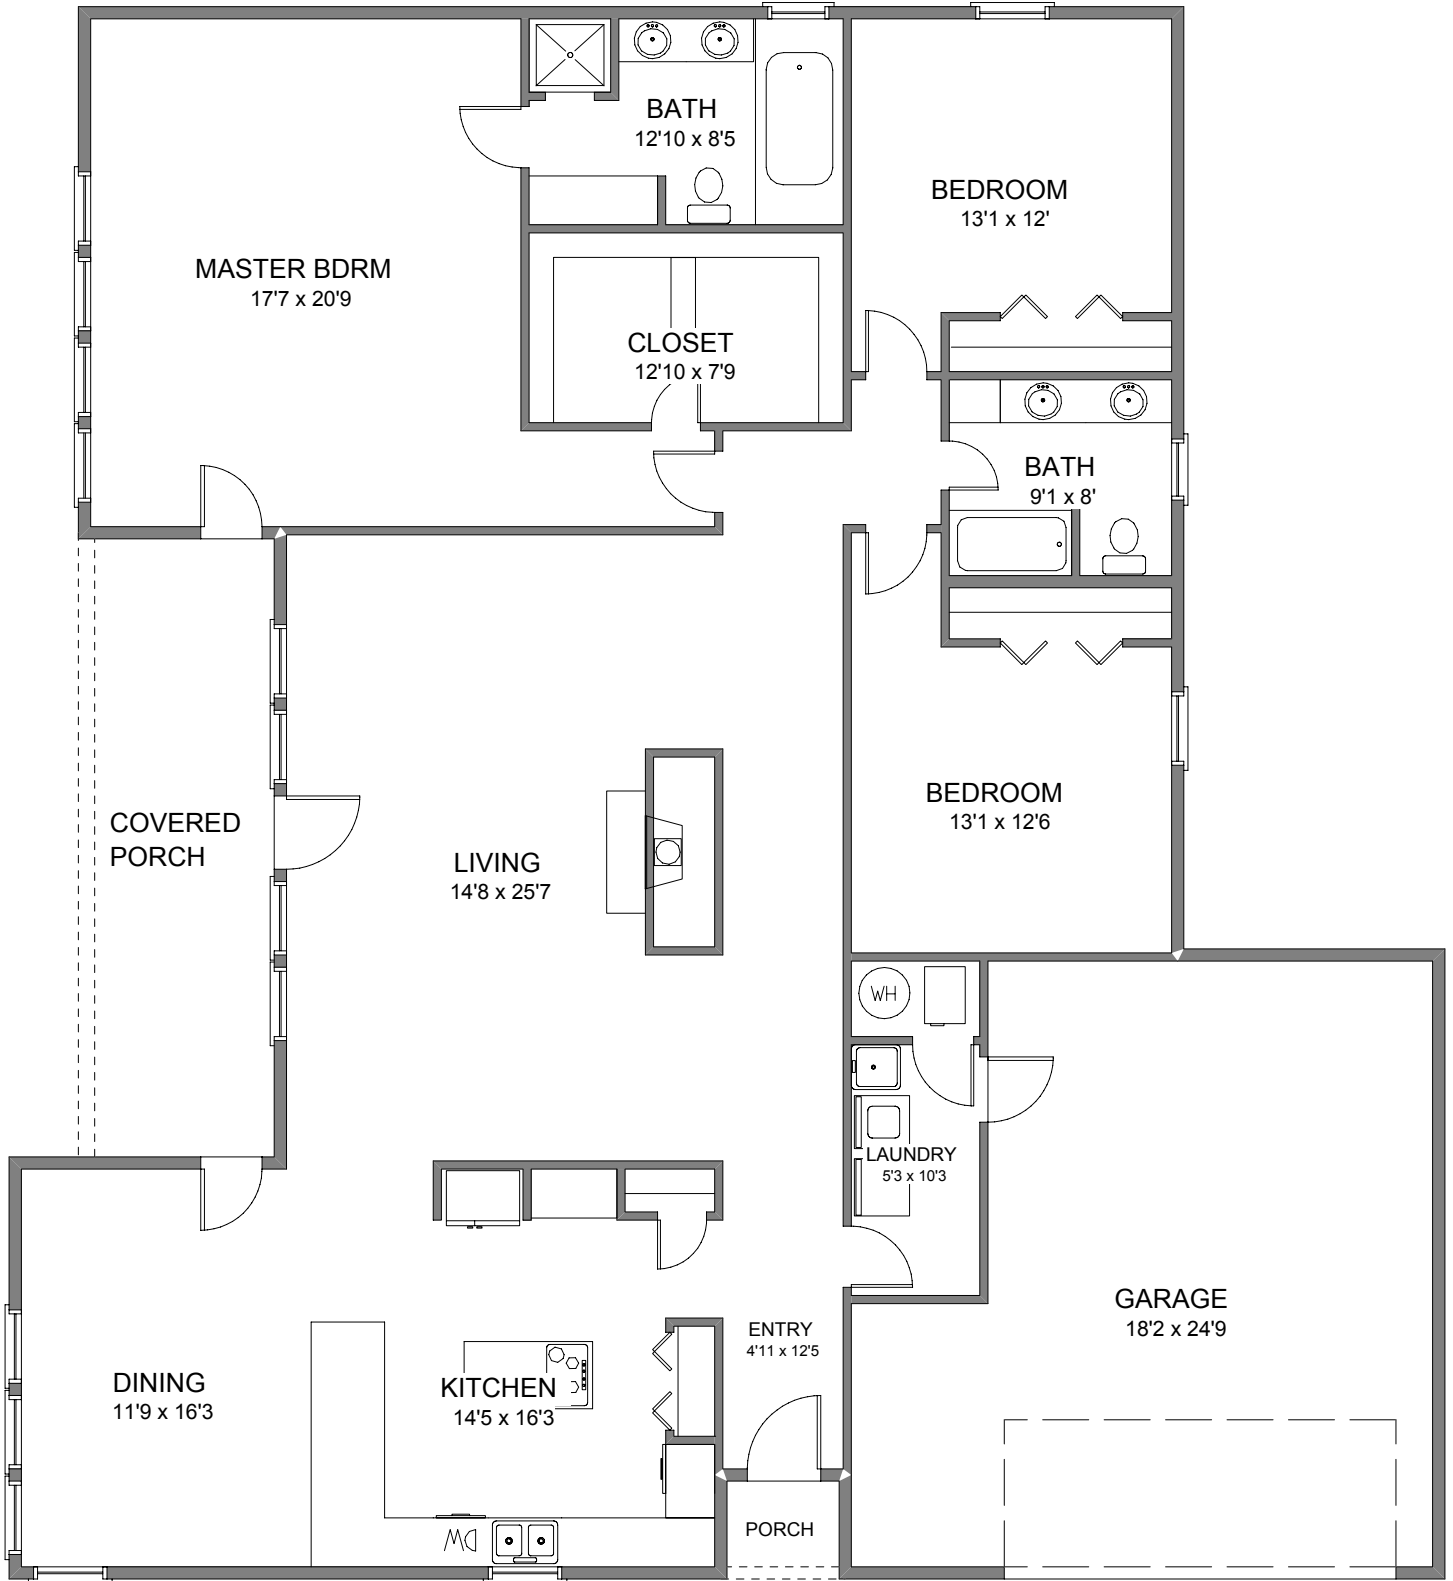 BATH
12'10 x 8'5
BEDROOM
13'1 x 12'
MASTER BDRM
17'7 x 20'9
CLOSET
12'10 x 7'9
BATH
9'1 x 8'
BEDROOM
13'1 x 12'6
COVERED
PORCH
LIVING
14'8 x 25'7
WH
LAUNDRY
5'3 x 10'3
GARAGE
18'2 x 24'9
ENTRY
4'11 x 12'5
DINING
11'9 x 16'3
KITCHEN
14'5 x 16'3
PORCH
DW